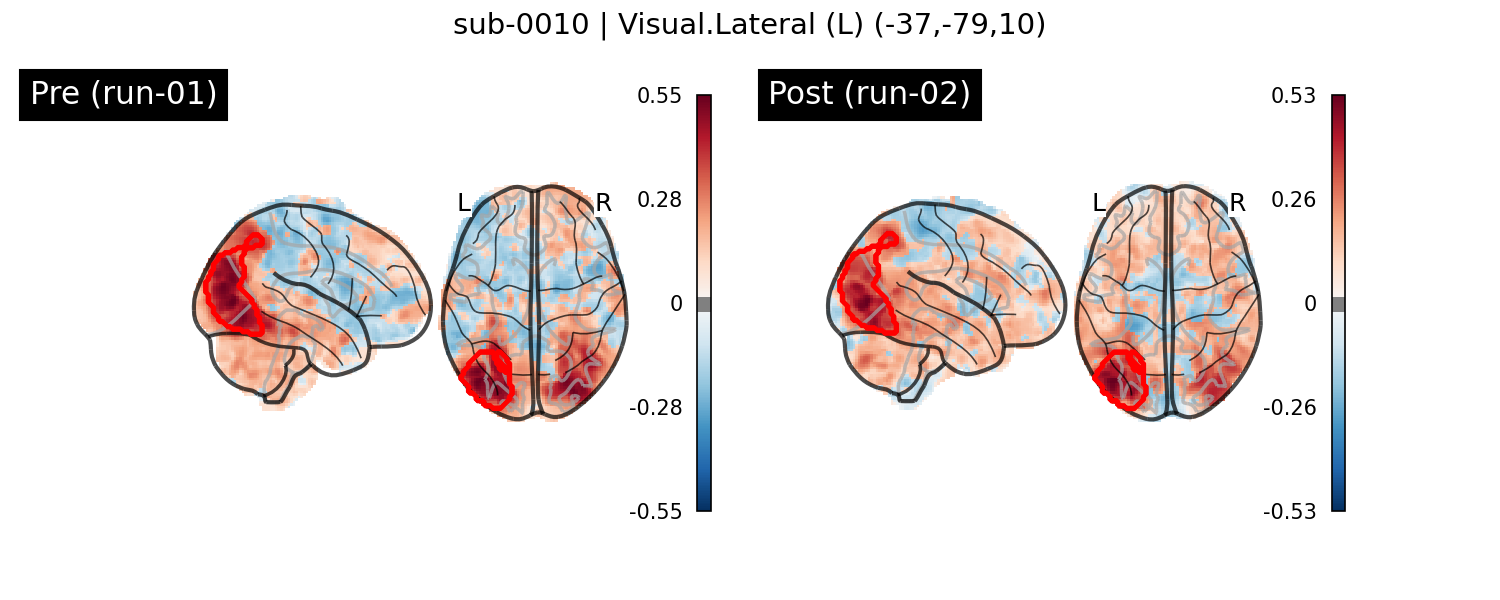 sub-0010 | Visual.Lateral (L) (-37,-79,10)
Pre (run-01)
L
R
0.55
0.28
0
-0.28
-0.55
Post (run-02)
L
R
0.53
0.26
0
-0.26
-0.53